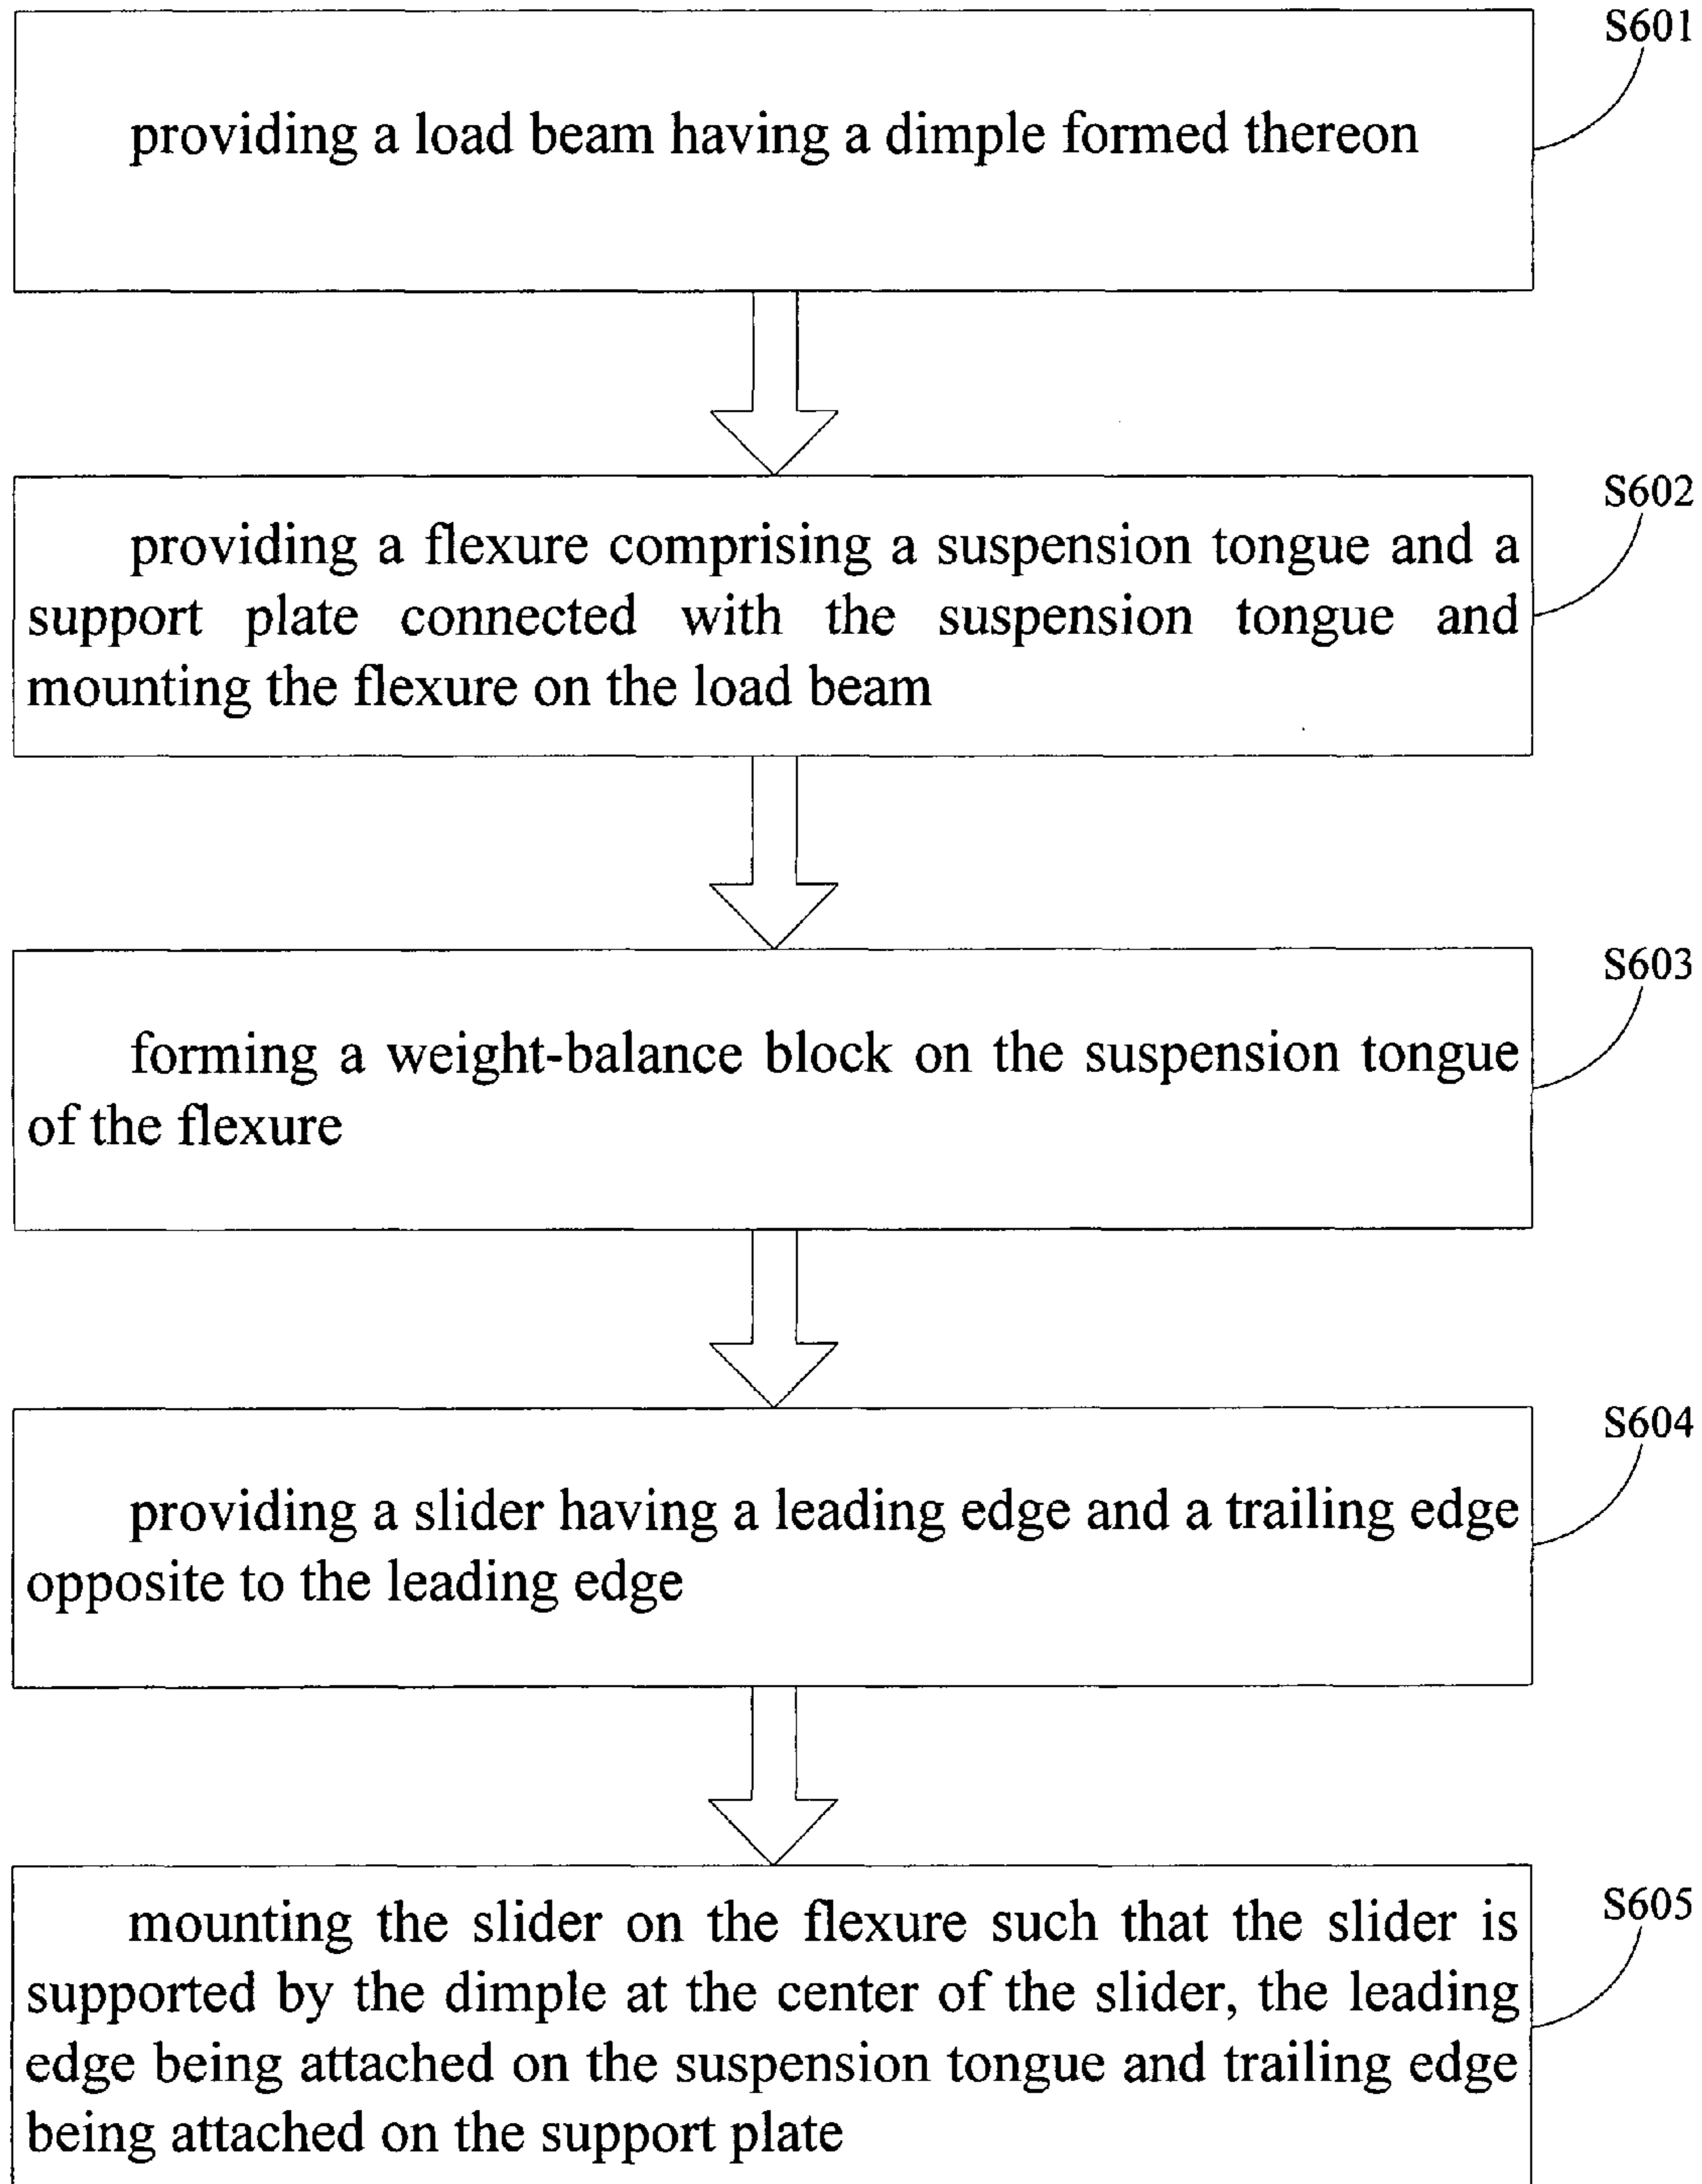 S601
providing a load beam having a dimple formed thereon
S602
providing a flexure comprising a suspension tongue and a
support plate connected with the suspension tongue and
mounting the flexure on the load beam
S603
forming a weight-balance block on the suspension tongue
of the flexure
S604
providing a slider having a leading edge and a trailing edge
opposite to the leading edge
S605
mounting the slider on the flexure such that the slider is
supported by the dimple at the center of the slider, the leading
edge being attached on the suspension tongue and trailing edge
being attached on the support plate